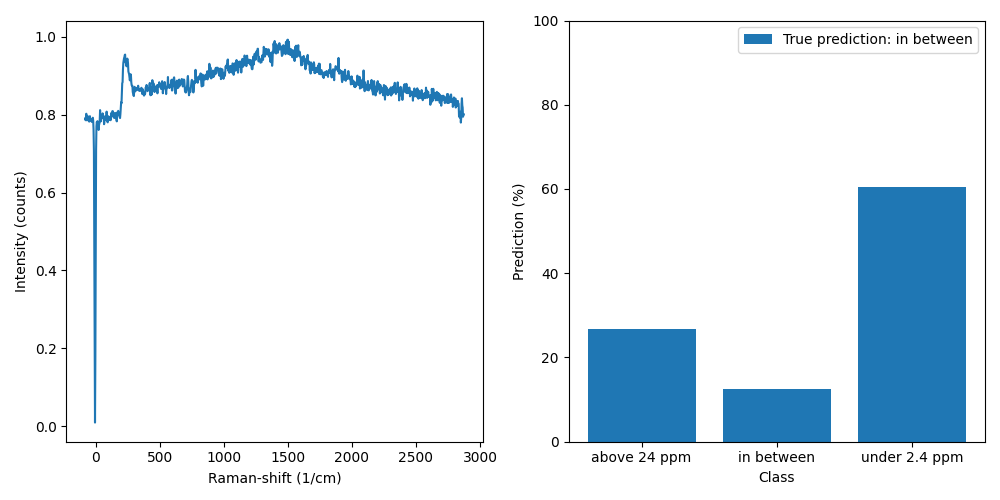 1.0
0.8
0.6
0.4
0.2
0.0
Intensity (counts)
0 500 1000 1500 2000 2500 3000
Raman-shift (1/cm)
100
80
60
40
20
0
Prediction (%)
True prediction: in between
above 24 ppm in between under 2.4 ppm
Class